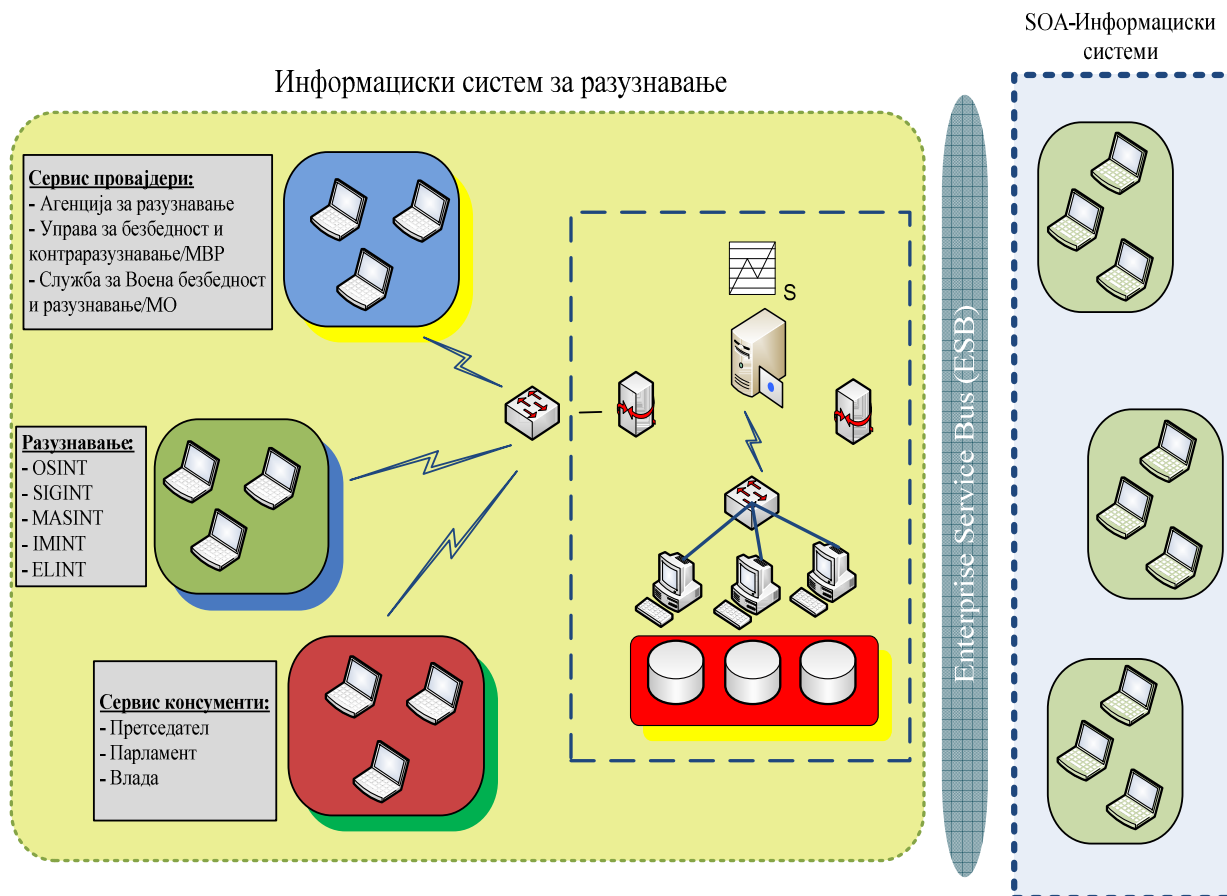 SOA-Информациски
системи
Информациски систем за разузнавање
Сервис провајдери:
- Агенција за разузнавање
- Управа за безбедност и
контраразузнавање/МВР
- Служба за Воена безбедност
и разузнавање/МО
S
Разузнавање:
- OSINT
- SIGINT
- MASINT
- IMINT
- ELINT
Сервис консументи:
- Претседател
- Парламент
- Влада
Enterprise Service Bus (ESB)